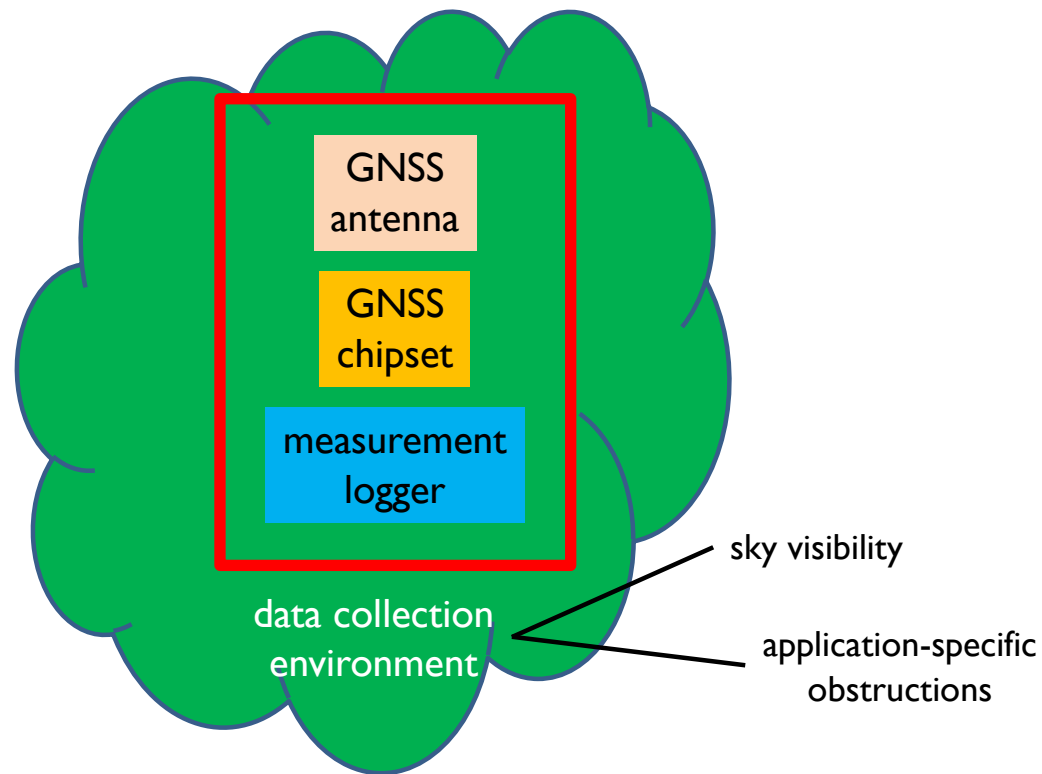 GNSS
antenna
GNSS
chipset
measurement
logger
data collection
environment
sky visibility
application-specific
obstructions